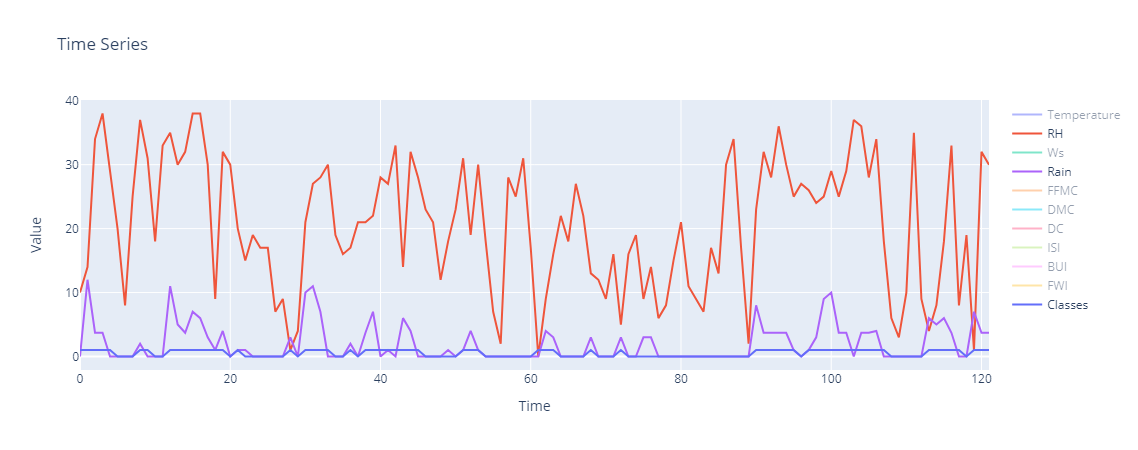 Time Series
Value
40
30
20
10
0
0 20 40 60 80 100 120
Time
Temperature
RH
Ws
Rain
FFMC
DMC
DC
ISI
BUI
FWI
Classes